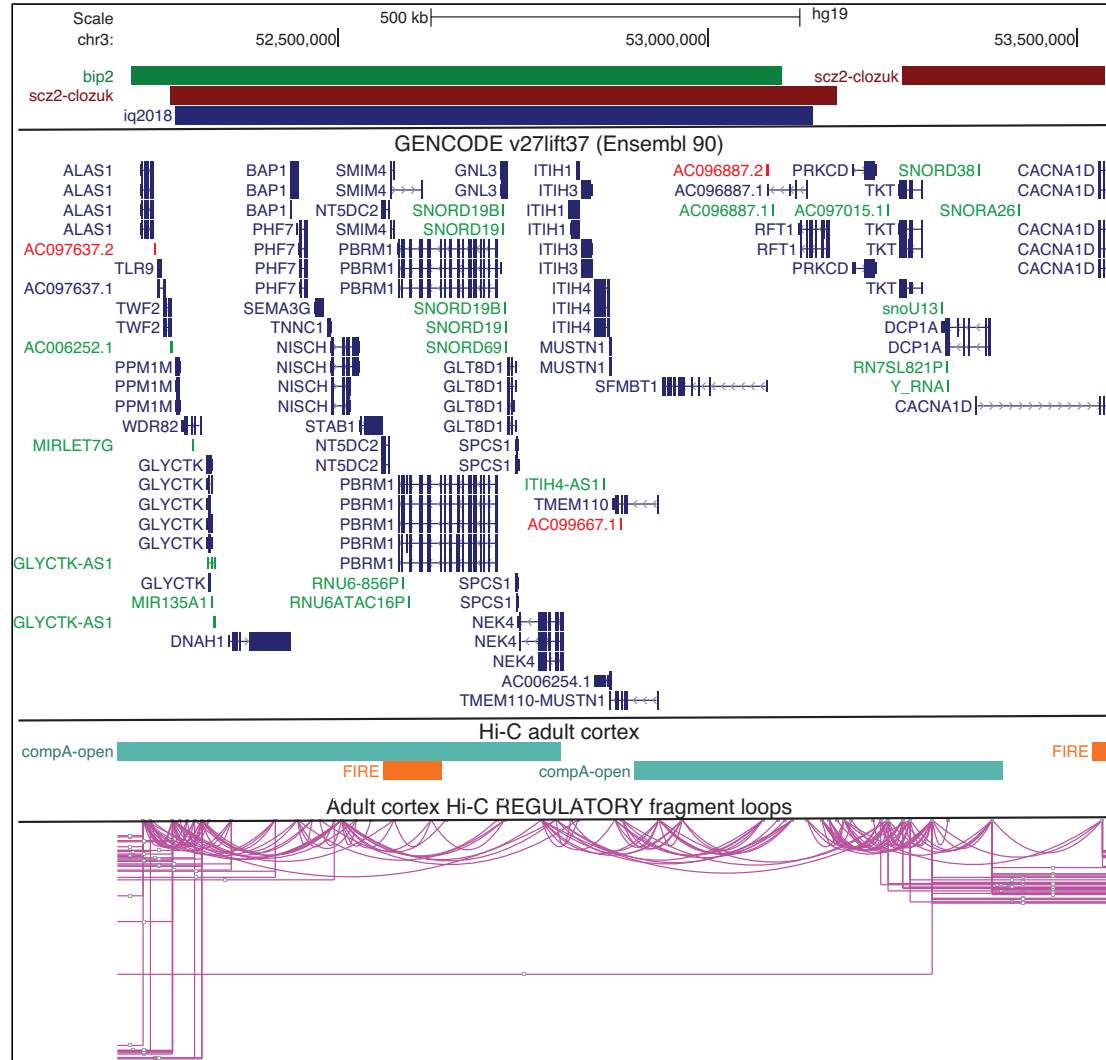 Scale 500 kb hg19
chr3: 52,500,000 53,000,000 53,500,000
bip2 scz2-clozuk
scz2-clozuk
iq2018
GENCODE v27lift37 (Ensembl 90)
ALAS1 BAP1 SMIM4 GNL3 ITIH1 AC096887.2 PRKCD SNORD38 CACNA1D
ALAS1 BAP1 SMIM4 GNL3 ITIH3 AC096887.1 TKT CACNA1D
ALAS1 BAP1 NT5DC2 SNORD19B ITIH1 AC096887.1 AC097015.1 SNORA26
ALAS1 PHF7 SMIM4 SNORD19 ITIH1 RFT1 TKT CACNA1D
AC097637.2 PHF7 PBRM1 ITIH3 RFT1 TKT CACNA1D
TLR9 PHF7 PBRM1 ITIH3 PRKCD CACNA1D
AC097637.1 PHF7 PBRM1 ITIH4 TKT
TWF2 SEMA3G SNORD19B ITIH4 snoU13
TWF2 TNNC1 SNORD19 ITIH4 DCP1A
AC006252.1 NISCH SNORD69 MUSTN1 DCP1A
PPM1M NISCH GLT8D1 MUSTN1 RN7SL821P
PPM1M NISCH GLT8D1 SFMBT1 Y_RNA
PPM1M NISCH GLT8D1 CACNA1D
WDR82 STAB1 GLT8D1
MIRLET7G NT5DC2 SPCS1
GLYCTK NT5DC2 SPCS1
GLYCTK PBRM1 ITIH4-AS1
GLYCTK PBRM1 TMEM110
GLYCTK PBRM1 AC099667.1
GLYCTK PBRM1
GLYCTK-AS1 PBRM1
GLYCTK RNU6-856P SPCS1
MIR135A1 RNU6ATAC16P SPCS1
GLYCTK-AS1 NEK4
DNAH1 NEK4
NEK4
AC006254.1
TMEM110-MUSTN1
Hi-C adult cortex
compA-open FIRE
FIRE compA-open
Adult cortex Hi-C REGULATORY fragment loops